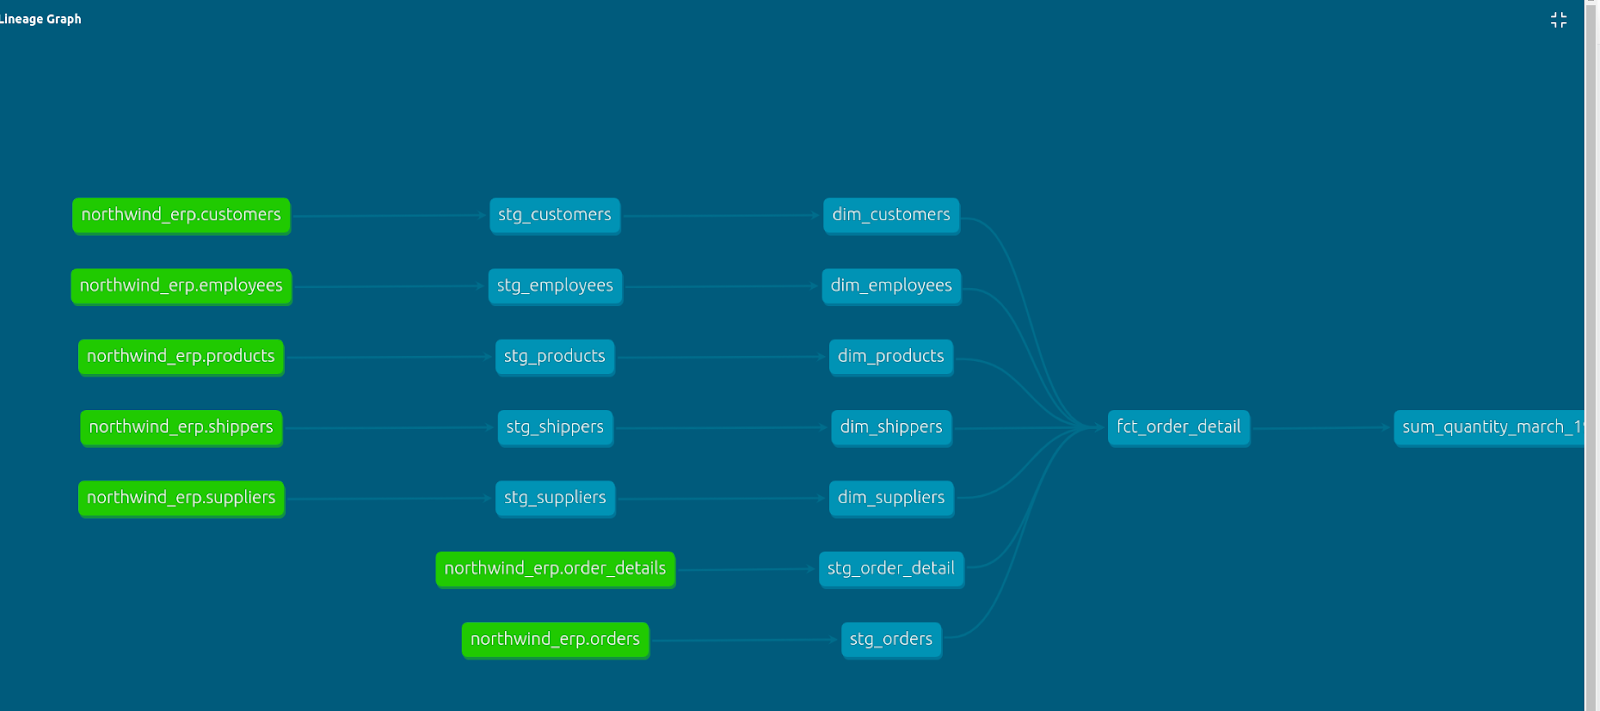 Lineage Graph
northwind_erp.customers stg_customers dim_customers
northwind_erp.employees stg_employees dim_employees
northwind_erp.products stg_products dim_products
northwind_erp.shippers stg_shippers dim_shippers fct_order_detail sum_quantity_march_1
northwind_erp.suppliers stg_suppliers dim_suppliers
northwind_erp.order_details stg_order_detail
northwind_erp.orders stg_orders